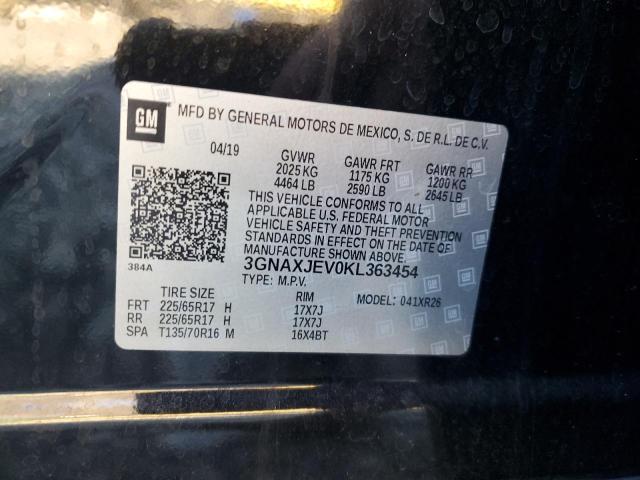 GM
MFD BY GENERAL MOTORS DE MEXICO, S. DE R.L. DE C.V.
04/19 GVWR GAWR FRT GAWR RR
2025 KG 1175 KG 1200 KG
4464 LB 2590 LB 2645 LB
THIS VEHICLE CONFORMS TO ALL
APPLICABLE U.S. FEDERAL MOTOR
VEHICLE SAFETY AND THEFT PREVENTION
STANDARDS IN EFFECT ON THE DATE OF
MANUFACTURE SHOWN ABOVE.
384A 3GNAXJEV0KL363454
TYPE: M.P.V.
TIRE SIZE RIM MODEL: 041XR26
FRT 225/65R17 H 17X7J
RR 225/65R17 H 17X7J
SPA T135/70R16 M 16X4BT